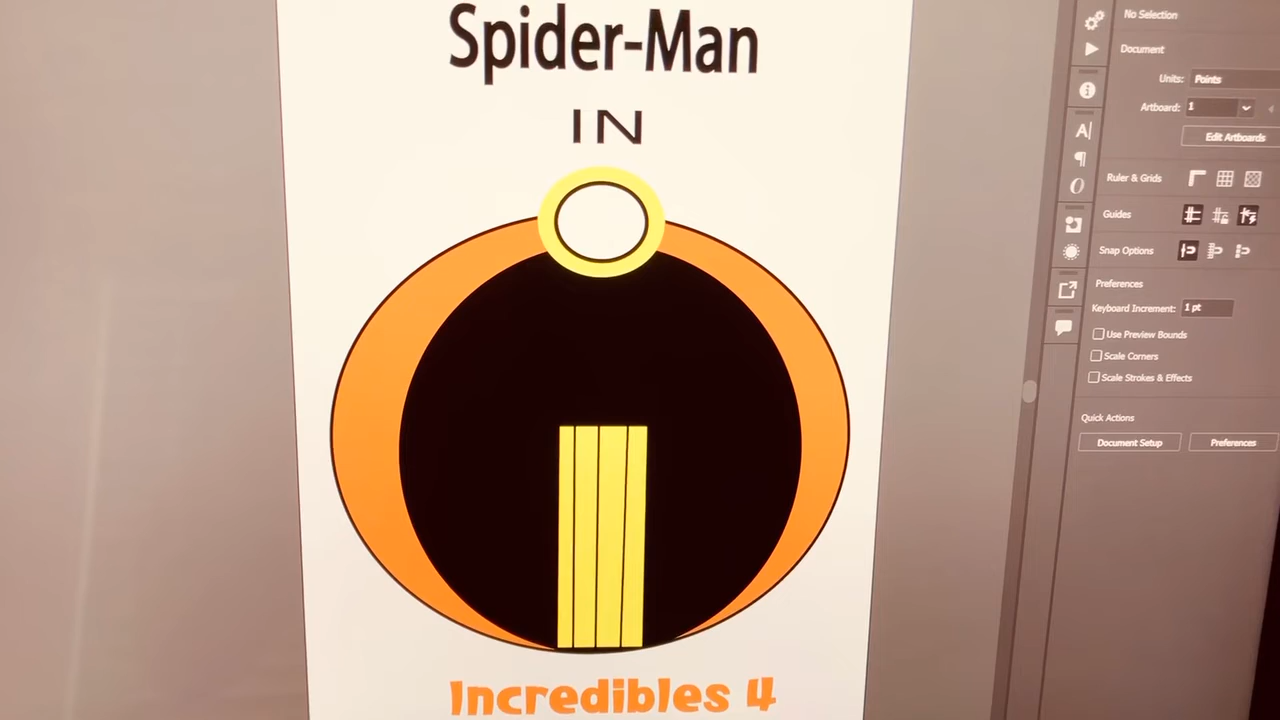 Spider-Man
IN
Incredibles 4
No Selection
Document
Units: Points
Artboard: 1
Edit Artboards
Ruler & Grids
Guides
Snap Options
Preferences
Keyboard Increment: 1 pt
Use Preview Bounds
Scale Corners
Scale Strokes & Effects
Quick Actions
Document Setup Preferences